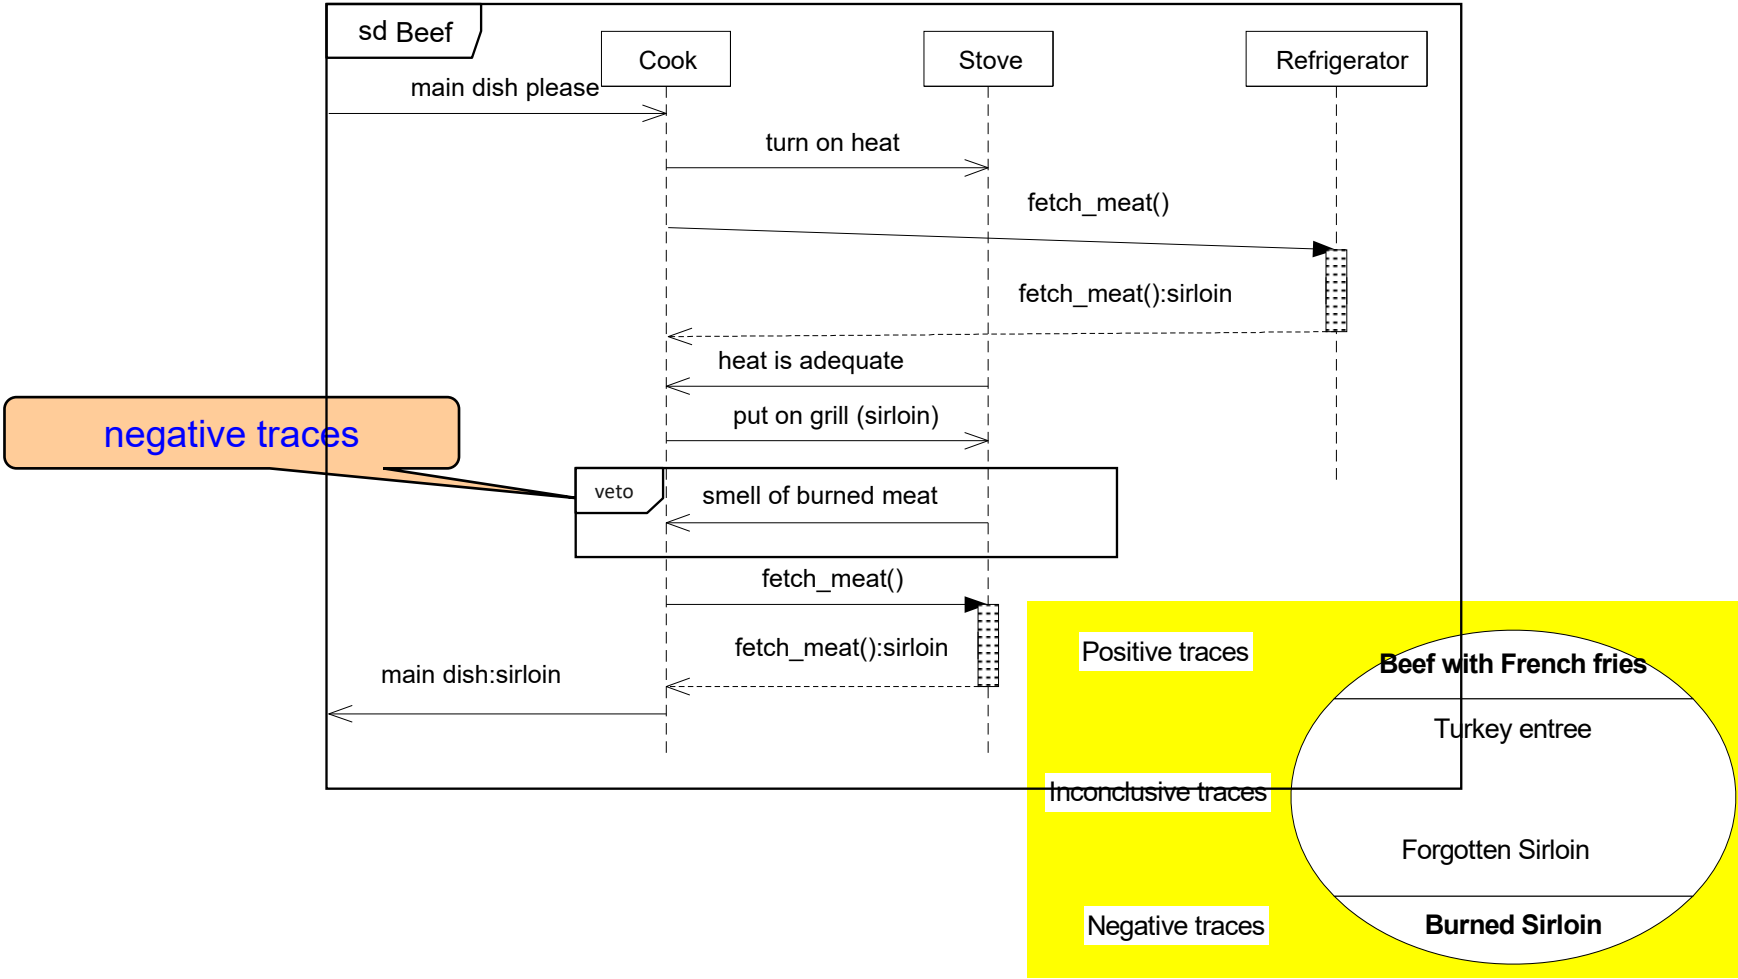 sd Beef
Cook
Stove
Refrigerator
main dish please
turn on heat
fetch_meat()
fetch_meat():sirloin
heat is adequate
put on grill (sirloin)
negative traces
veto
smell of burned meat
fetch_meat()
fetch_meat():sirloin
main dish:sirloin
Positive traces
Beef with French fries
Turkey entree
Inconclusive traces
Forgotten Sirloin
Negative traces
Burned Sirloin